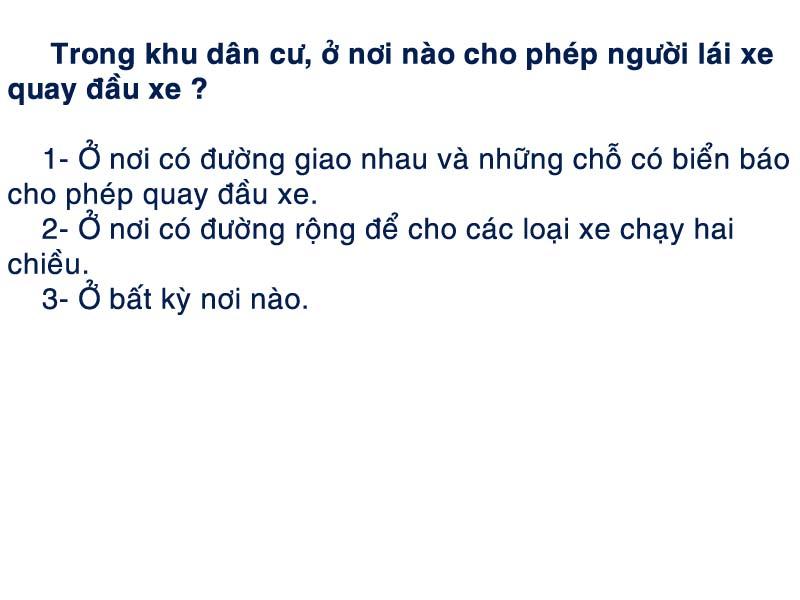 Trong khu dân cư, ở nơi nào cho phép người lái xe
quay đầu xe ?
1- Ở nơi có đường giao nhau và những chỗ có biển báo
cho phép quay đầu xe.
2- Ở nơi có đường rộng để cho các loại xe chạy hai
chiều.
3- Ở bất kỳ nơi nào.